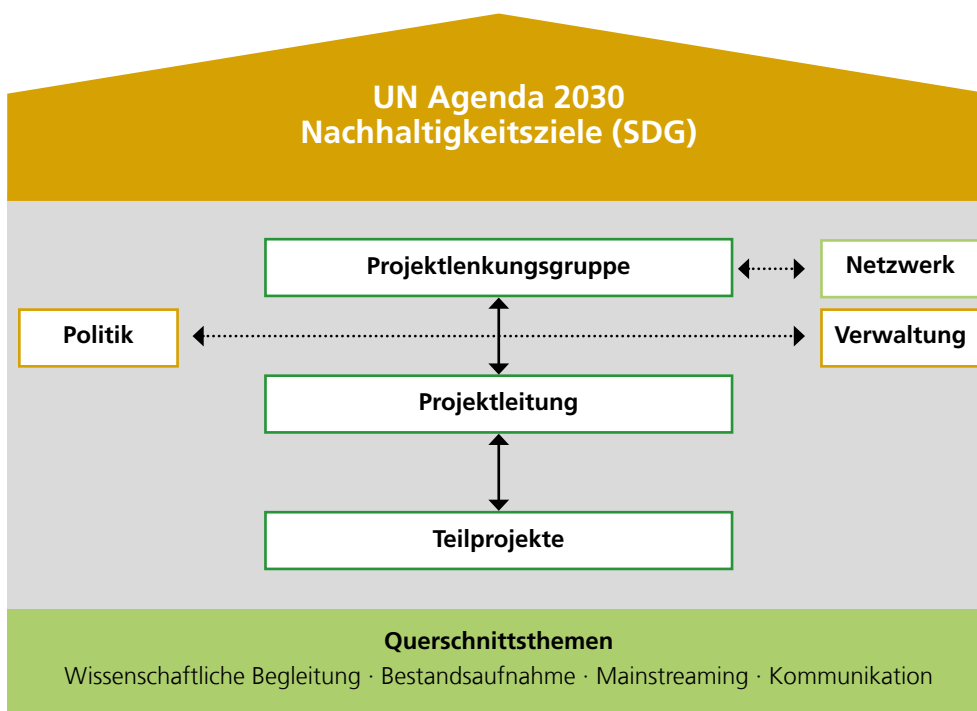 UN Agenda 2030
Nachhaltigkeitsziele (SDG)
Projektlenkungsgruppe
Netzwerk
Politik
Verwaltung
Projektleitung
Teilprojekte
Querschnittsthemen
Wissenschaftliche Begleitung · Bestandsaufnahme · Mainstreaming · Kommunikation